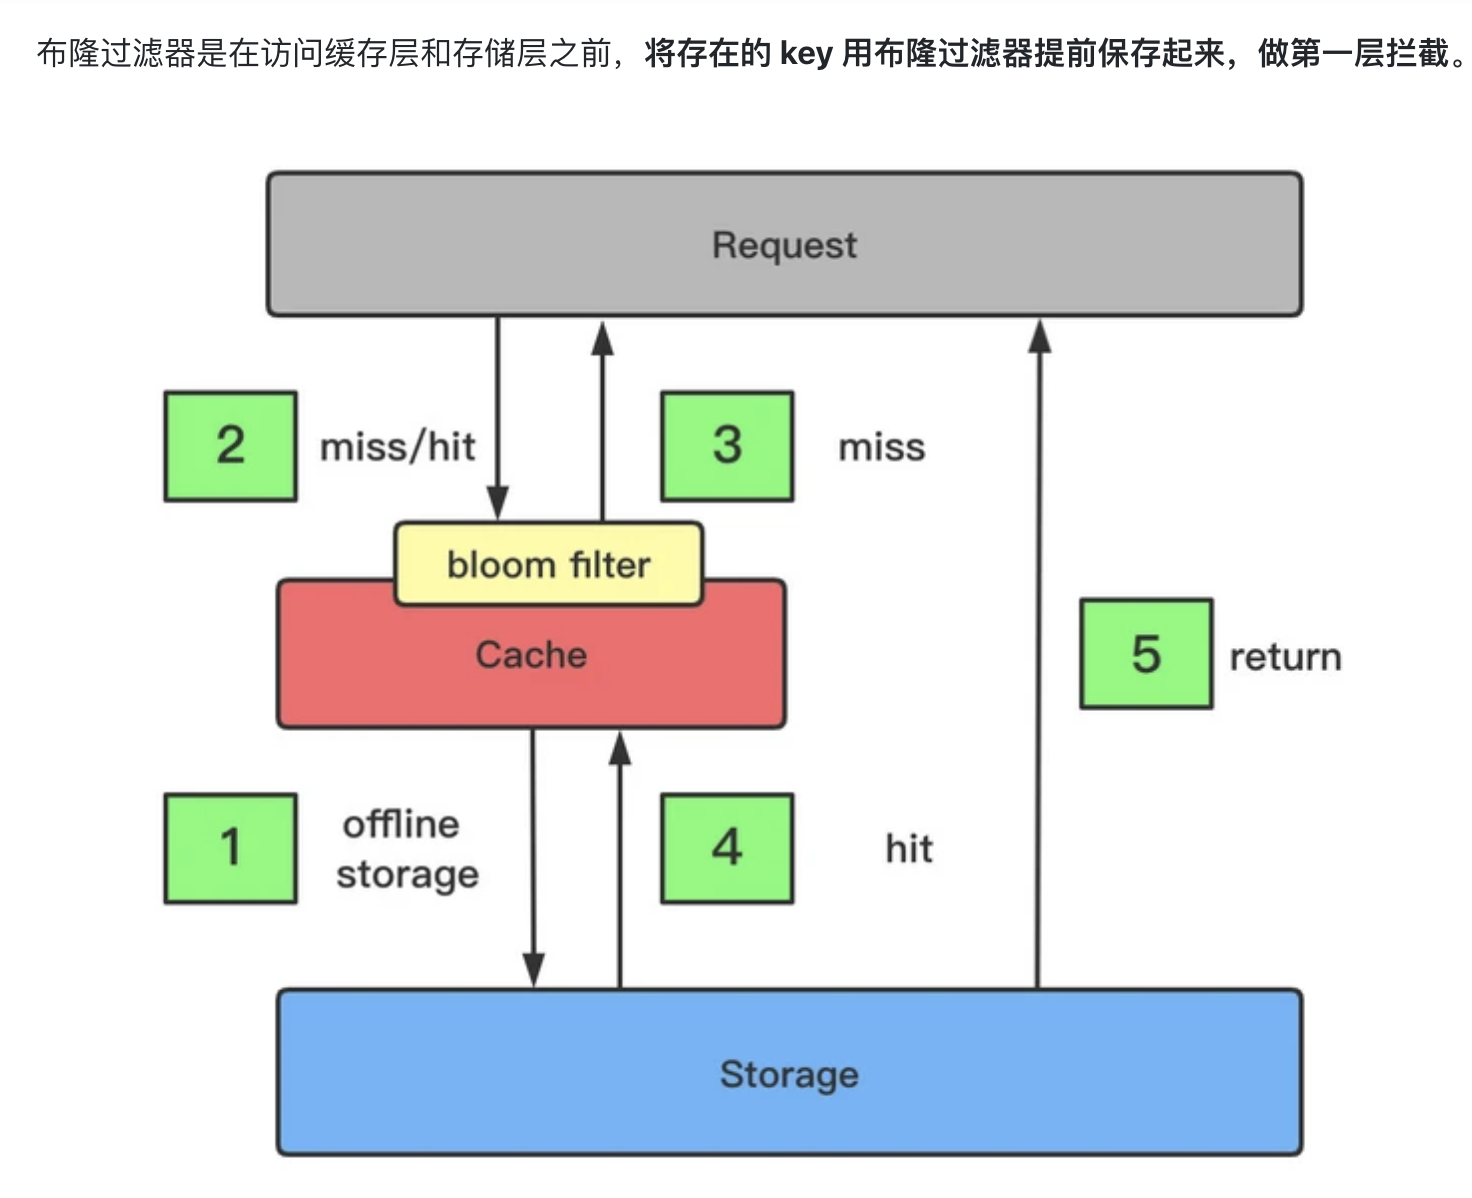 布隆过滤器是在访问缓存层和存储层之前，将存在的 key 用布隆过滤器提前保存起来，做第一层拦截。
Request
2
miss/hit
3
miss
bloom filter
Cache
5
return
1
offline
storage
4
hit
Storage